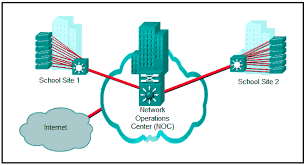 School Site 1
School Site 2
Network
Operations
Center (NOC)
Internet